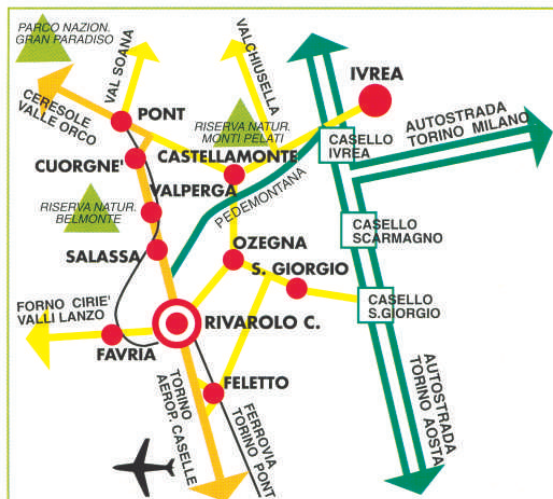 PARCO NAZION.
GRAN PARADISO
VAL SOANA
VALCHIUSELLA
IVREA
CERESOLE
VALLE ORCO
PONT
RISERVA NATUR.
MONTI PELATI
CASELLO
IVREA
AUTOSTRADA
TORINO MILANO
CUORGNE'
CASTELLAMONTE
VALPERGA
RISERVA NATUR.
BELMONTE
PEDEMONTANA
CASELLO
SCARMAGNO
SALASSA
OZEGNA
S. GIORGIO
FORNO CIRIE'
VALLI LANZO
CASELLO
S.GIORGIO
RIVAROLO C.
FAVRIA
FELETTO
TORINO
AEROP. CASELLE
FERROVIA
TORINO PONT
AUTOSTRADA
TORINO AOSTA